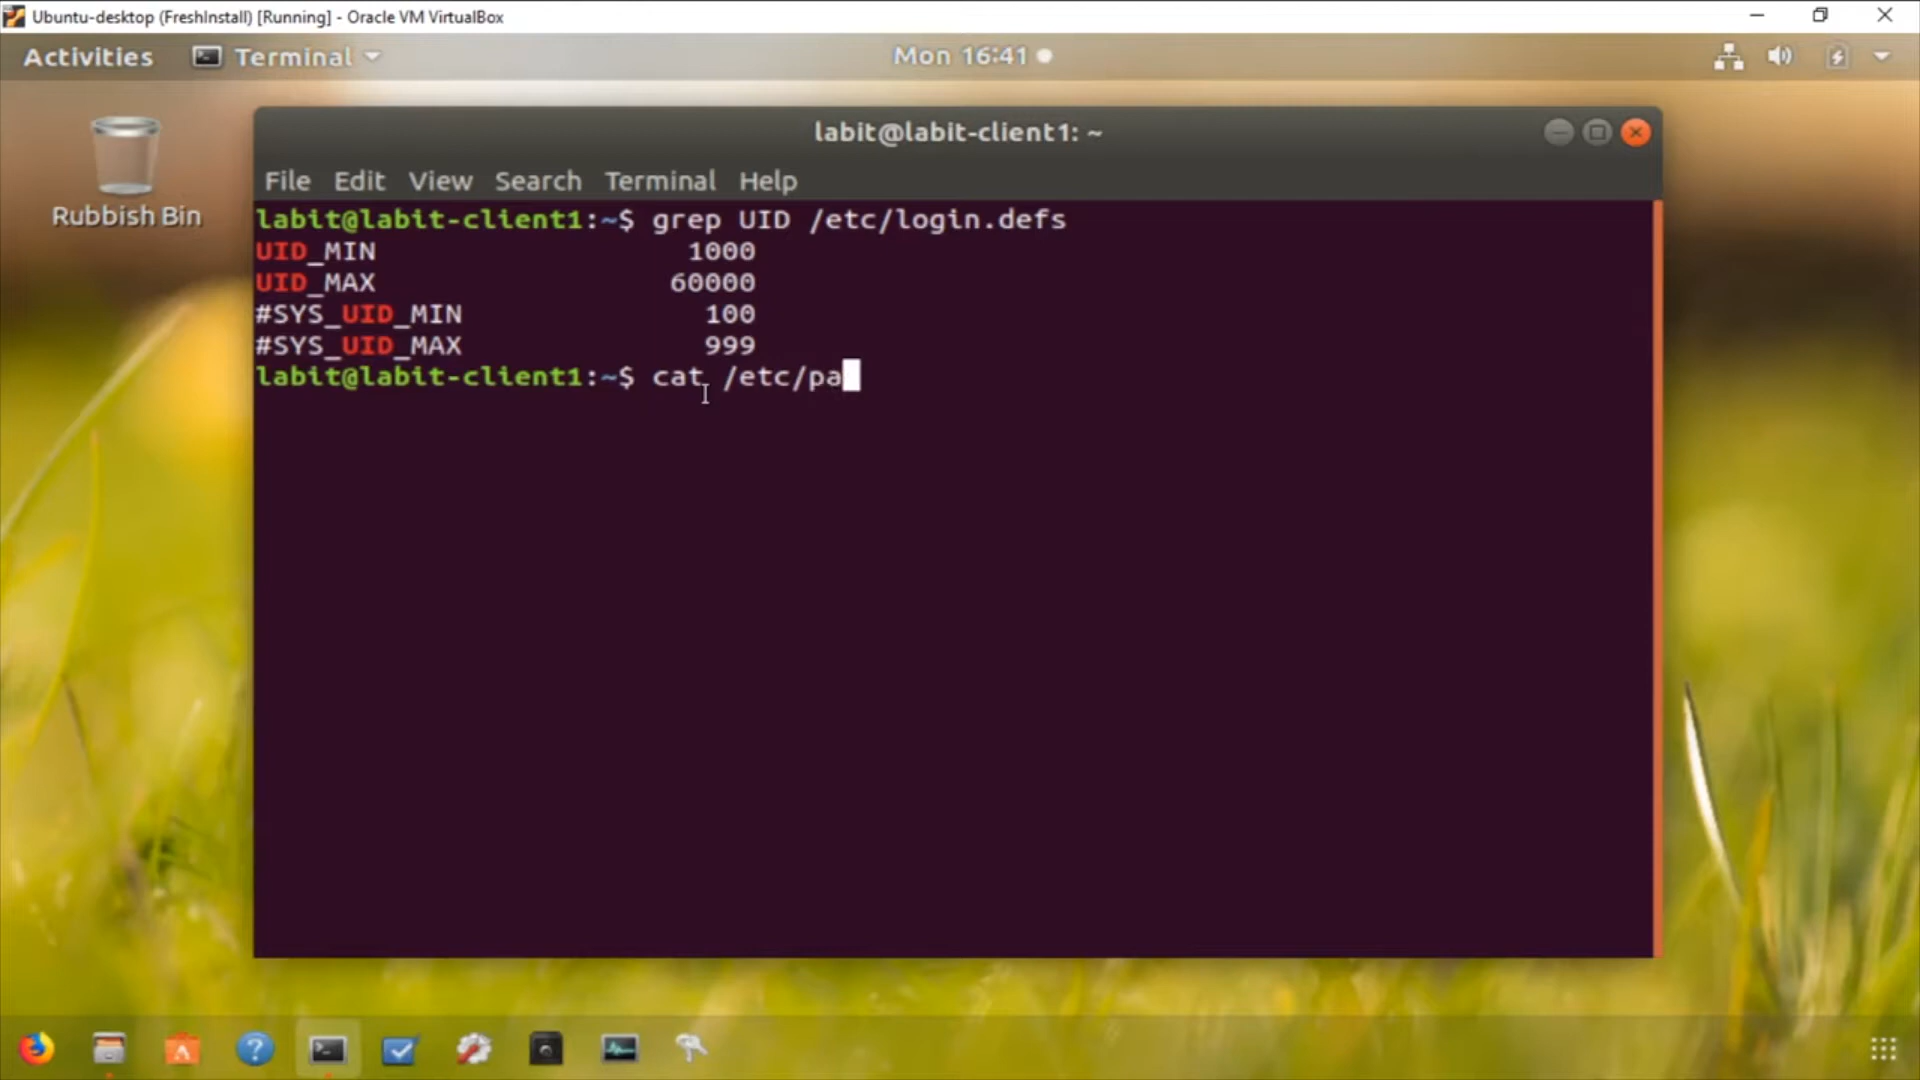 Ubuntu-desktop (FreshInstall) [Running] - Oracle VM VirtualBox
Activities Terminal Mon 16:41
Rubbish Bin
labit@labit-client1: ~
File Edit View Search Terminal Help
labit@labit-client1:~$ grep UID /etc/login.defs
UID_MIN 1000
UID_MAX 60000
#SYS_UID_MIN 100
#SYS_UID_MAX 999
labit@labit-client1:~$ cat /etc/pa